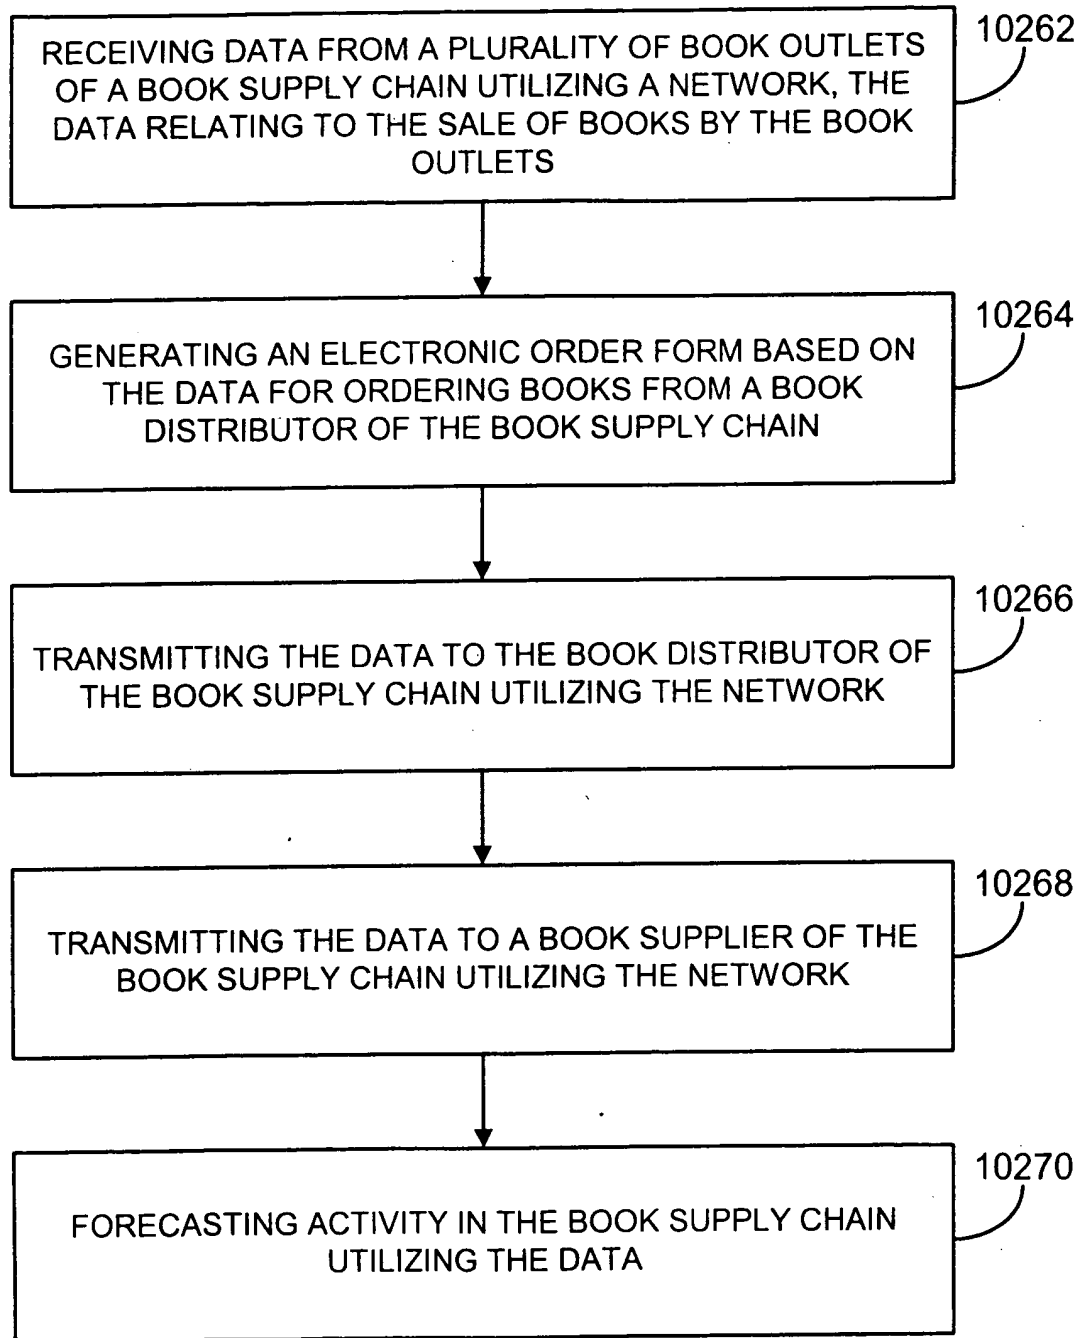 10262
RECEIVING DATA FROM A PLURALITY OF BOOK OUTLETS
OF A BOOK SUPPLY CHAIN UTILIZING A NETWORK, THE
DATA RELATING TO THE SALE OF BOOKS BY THE BOOK
OUTLETS
10264
GENERATING AN ELECTRONIC ORDER FORM BASED ON
THE DATA FOR ORDERING BOOKS FROM A BOOK
DISTRIBUTOR OF THE BOOK SUPPLY CHAIN
10266
TRANSMITTING THE DATA TO THE BOOK DISTRIBUTOR OF
THE BOOK SUPPLY CHAIN UTILIZING THE NETWORK
10268
TRANSMITTING THE DATA TO A BOOK SUPPLIER OF THE
BOOK SUPPLY CHAIN UTILIZING THE NETWORK
10270
FORECASTING ACTIVITY IN THE BOOK SUPPLY CHAIN
UTILIZING THE DATA